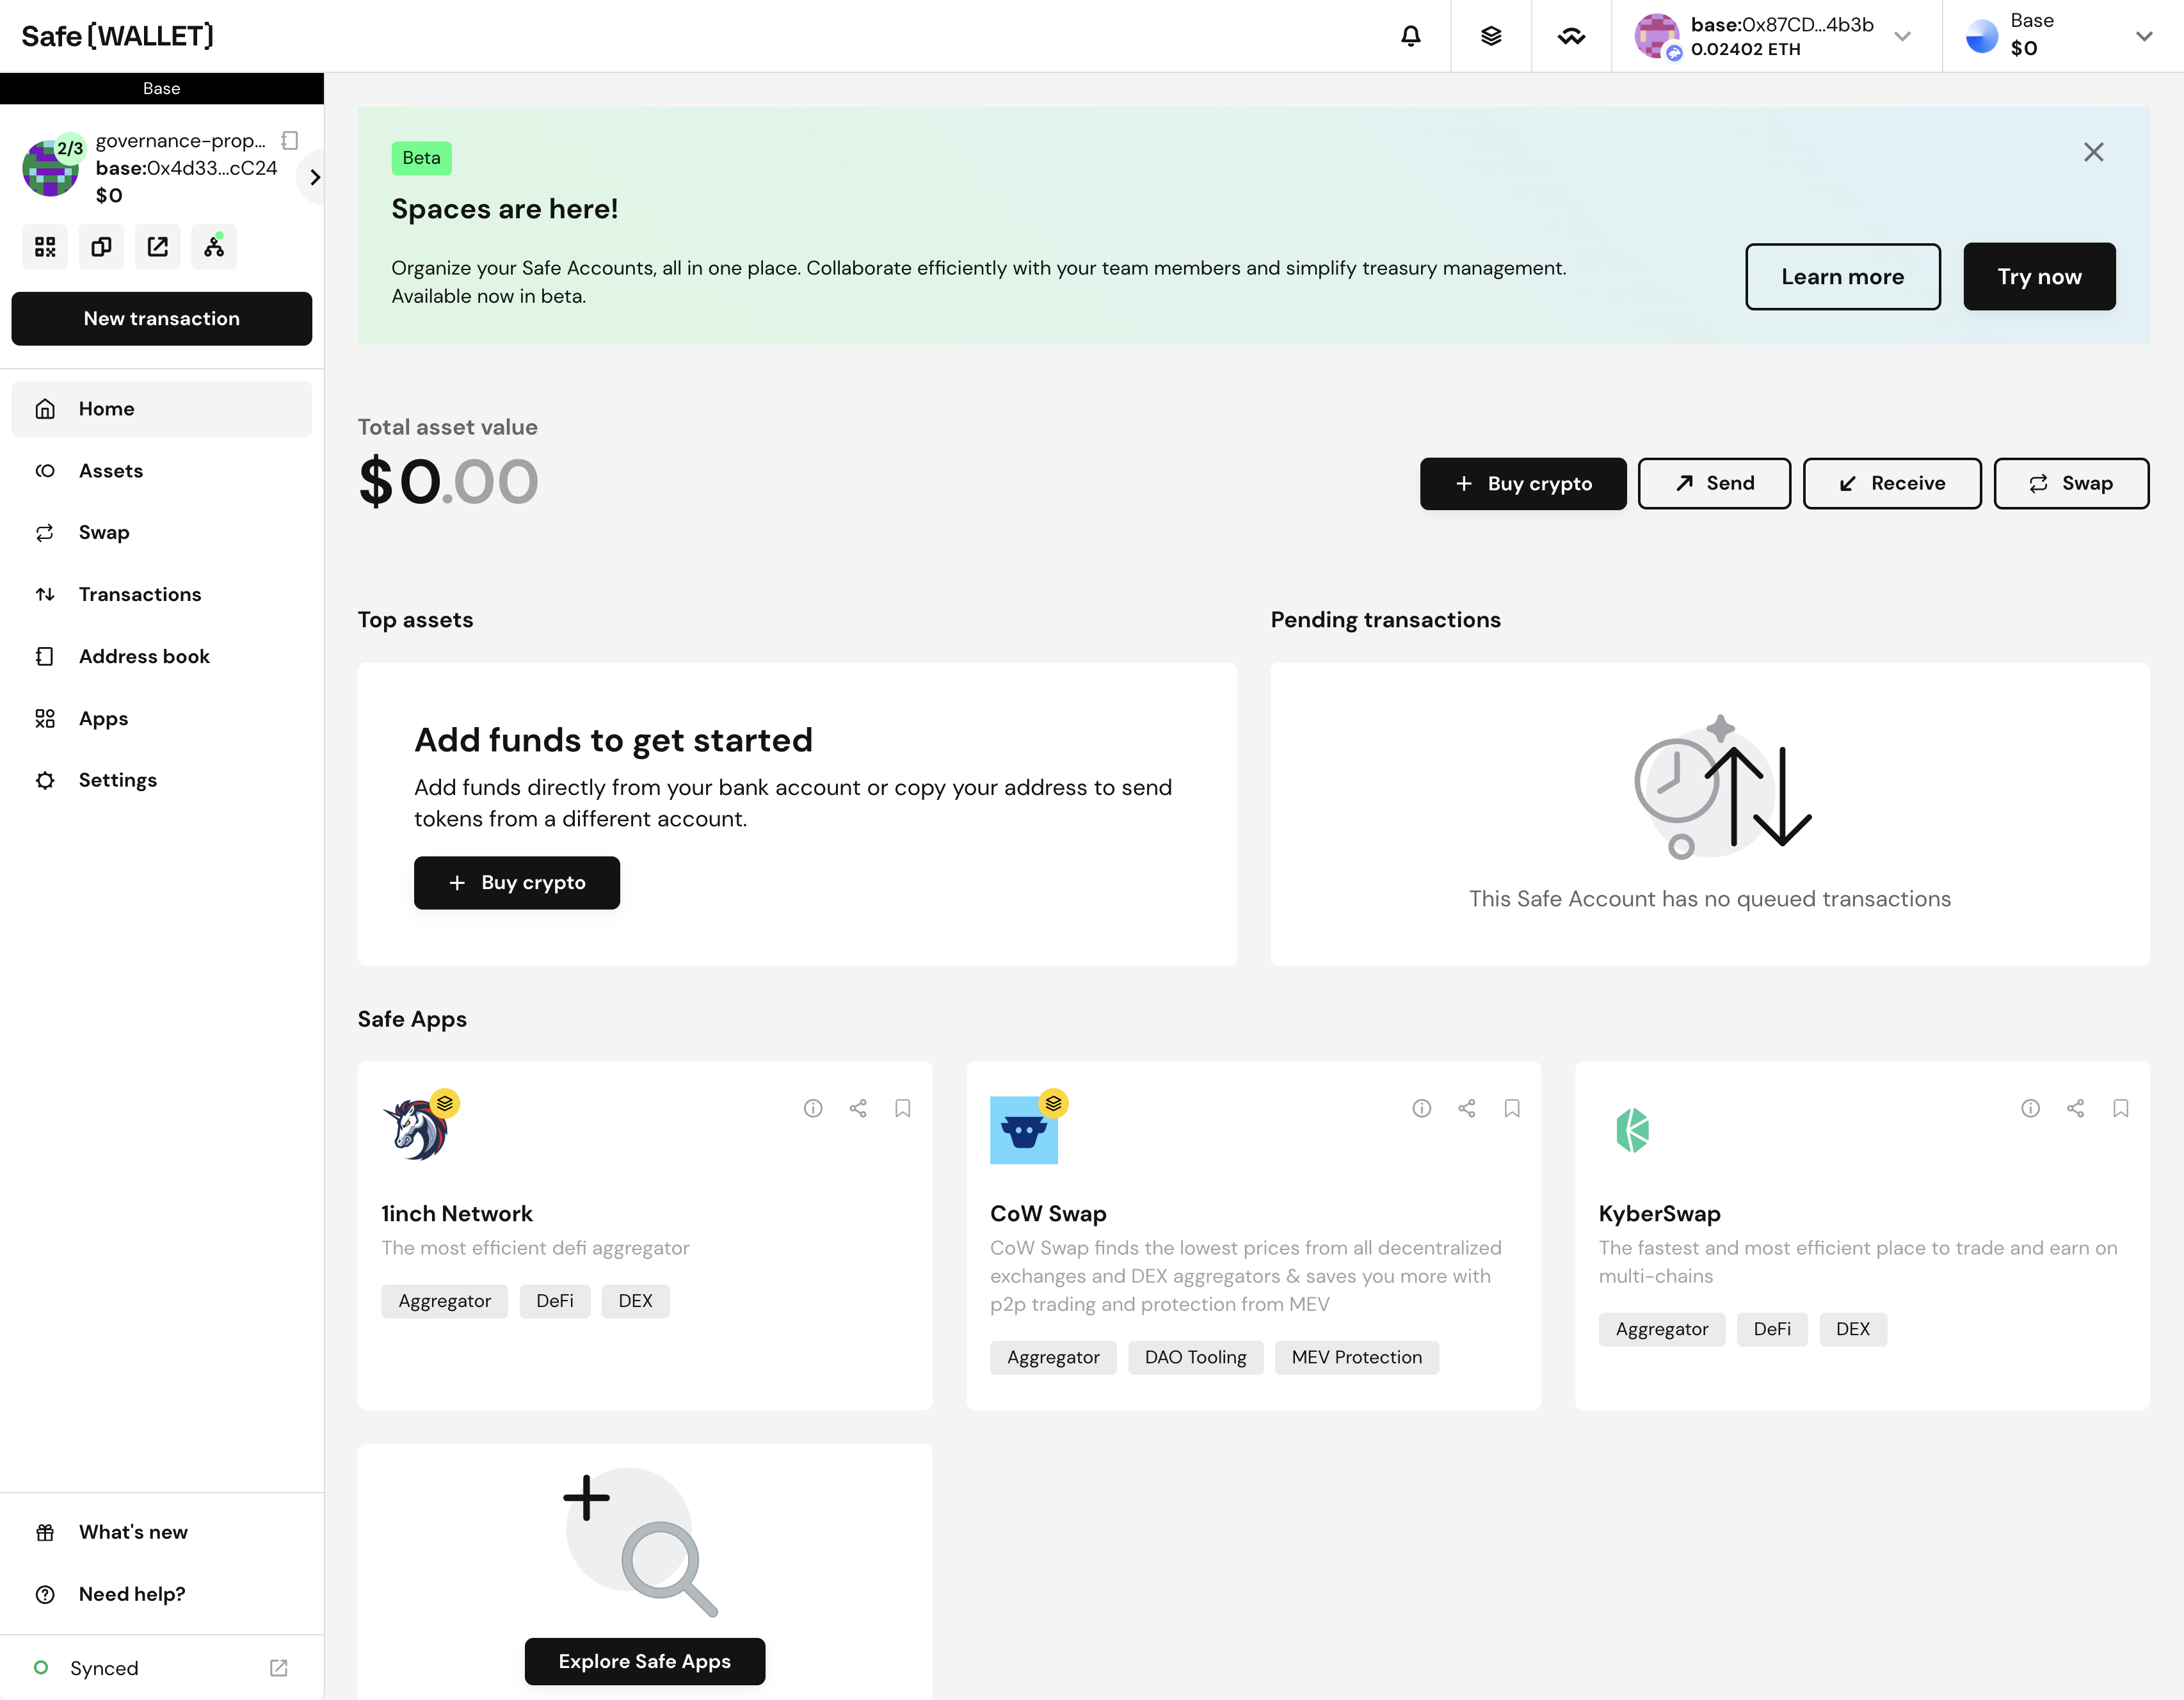 Safe [WALLET]
base:0x87CD...4b3b
0.02402 ETH
Base
$0
Base
2/3
governance-prop...
base:0x4d33...cC24
$0
New transaction
Home
Assets
Swap
Transactions
Address book
Apps
Settings
What's new
Need help?
Synced
Beta
Spaces are here!
Organize your Safe Accounts, all in one place. Collaborate efficiently with your team members and simplify treasury management.
Available now in beta.
Learn more
Try now
Total asset value
$0.00
Buy crypto
Send
Receive
Swap
Top assets
Add funds to get started
Add funds directly from your bank account or copy your address to send
tokens from a different account.
Buy crypto
Pending transactions
This Safe Account has no queued transactions
Safe Apps
1inch Network
The most efficient defi aggregator
Aggregator DeFi DEX
CoW Swap
CoW Swap finds the lowest prices from all decentralized
exchanges and DEX aggregators & saves you more with
p2p trading and protection from MEV
Aggregator DAO Tooling MEV Protection
KyberSwap
The fastest and most efficient place to trade and earn on
multi-chains
Aggregator DeFi DEX
Explore Safe Apps